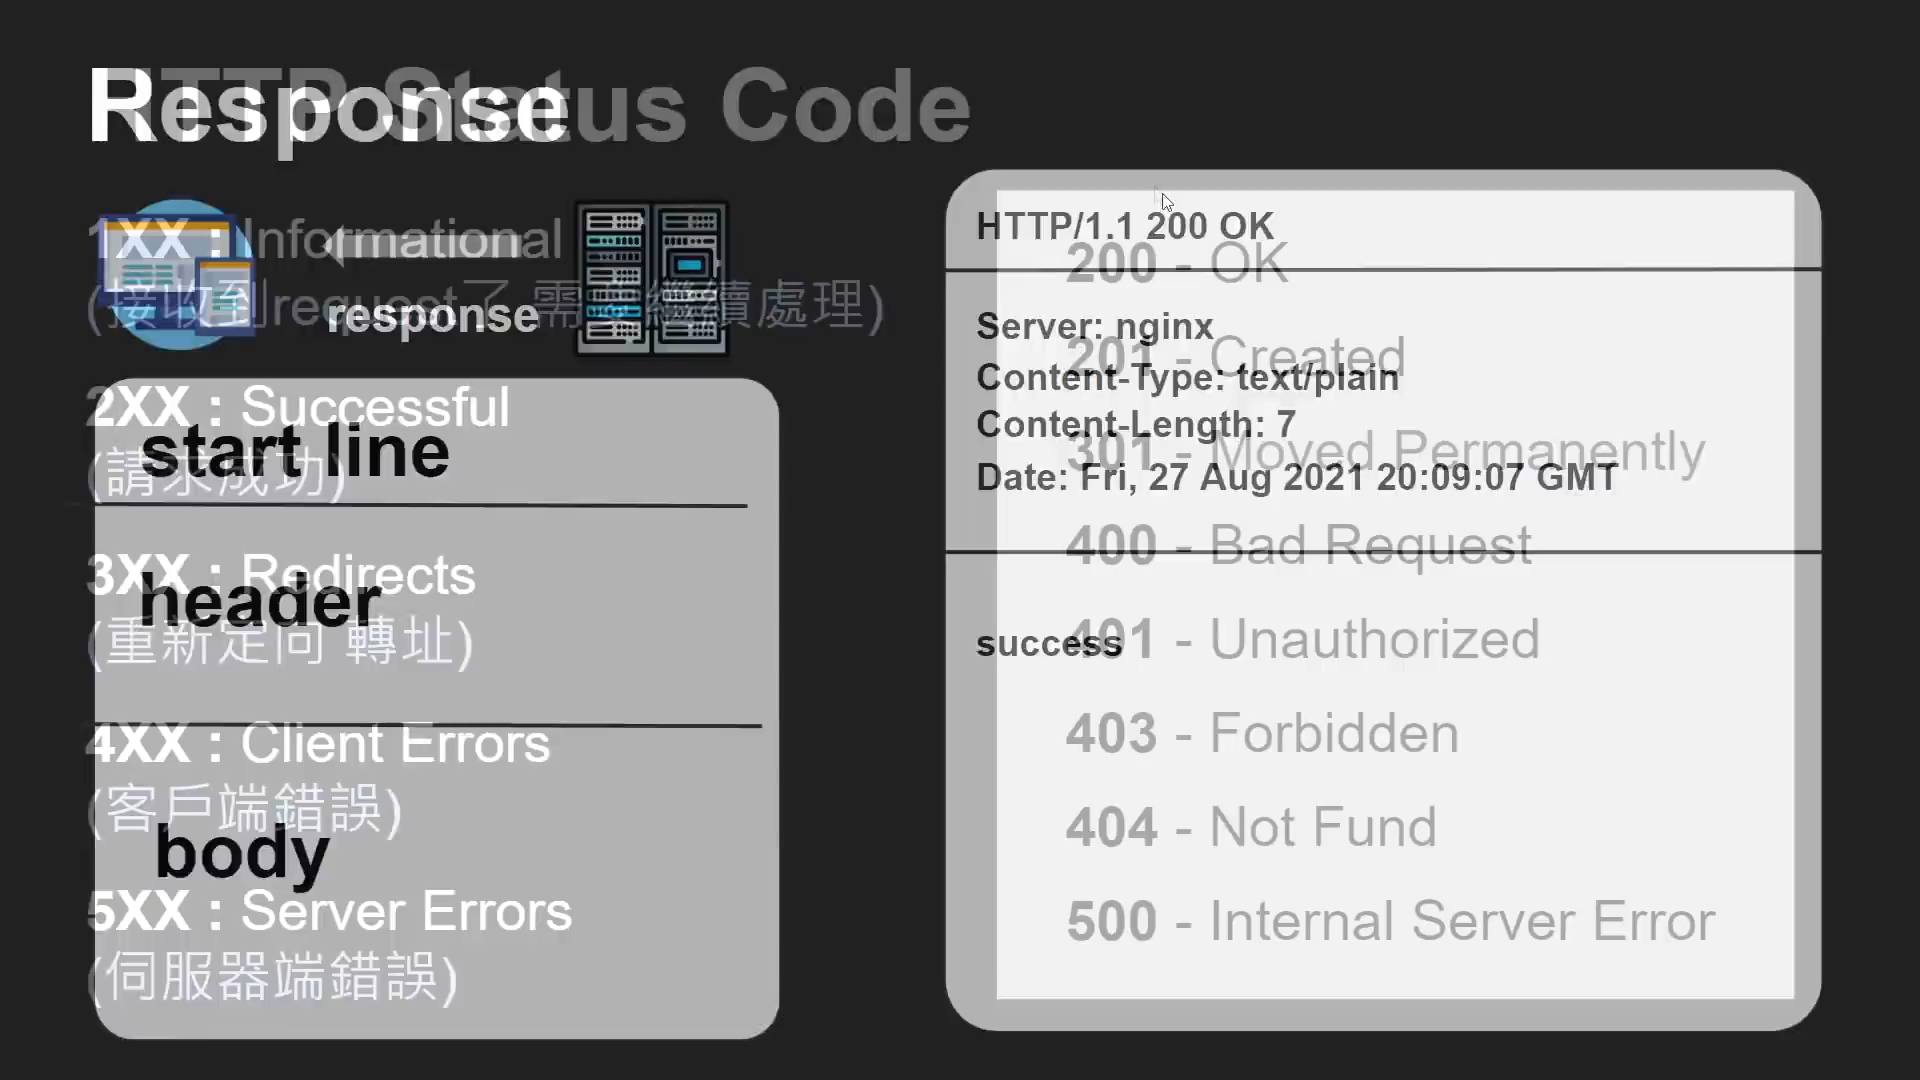 Response
HTTP Status Code
1XX : Informational
(接收到request了 需要繼續處理)
response
2XX : Successful
(請求成功)
3XX : Redirects
(重新定向 轉址)
4XX : Client Errors
(客戶端錯誤)
5XX : Server Errors
(伺服器端錯誤)
start line
header
body
HTTP/1.1 200 OK
Server: nginx
Content-Type: text/plain
Content-Length: 7
Date: Fri, 27 Aug 2021 20:09:07 GMT
success
200 - OK
201 - Created
301 - Moved Permanently
400 - Bad Request
401 - Unauthorized
403 - Forbidden
404 - Not Fund
500 - Internal Server Error